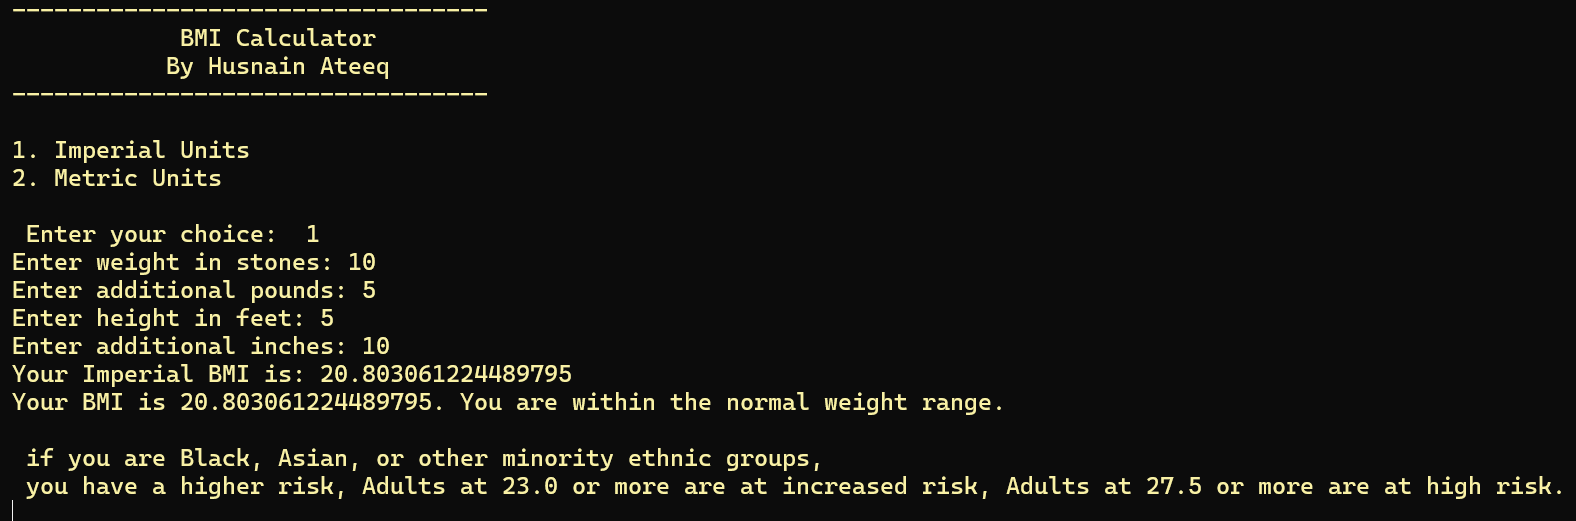 ----------------------------------
BMI Calculator
By Husnain Ateeq
----------------------------------
1. Imperial Units
2. Metric Units
Enter your choice:  1
Enter weight in stones: 10
Enter additional pounds: 5
Enter height in feet: 5
Enter additional inches: 10
Your Imperial BMI is: 20.803061224489795
Your BMI is 20.803061224489795. You are within the normal weight range.
if you are Black, Asian, or other minority ethnic groups,
you have a higher risk, Adults at 23.0 or more are at increased risk, Adults at 27.5 or more are at high risk.